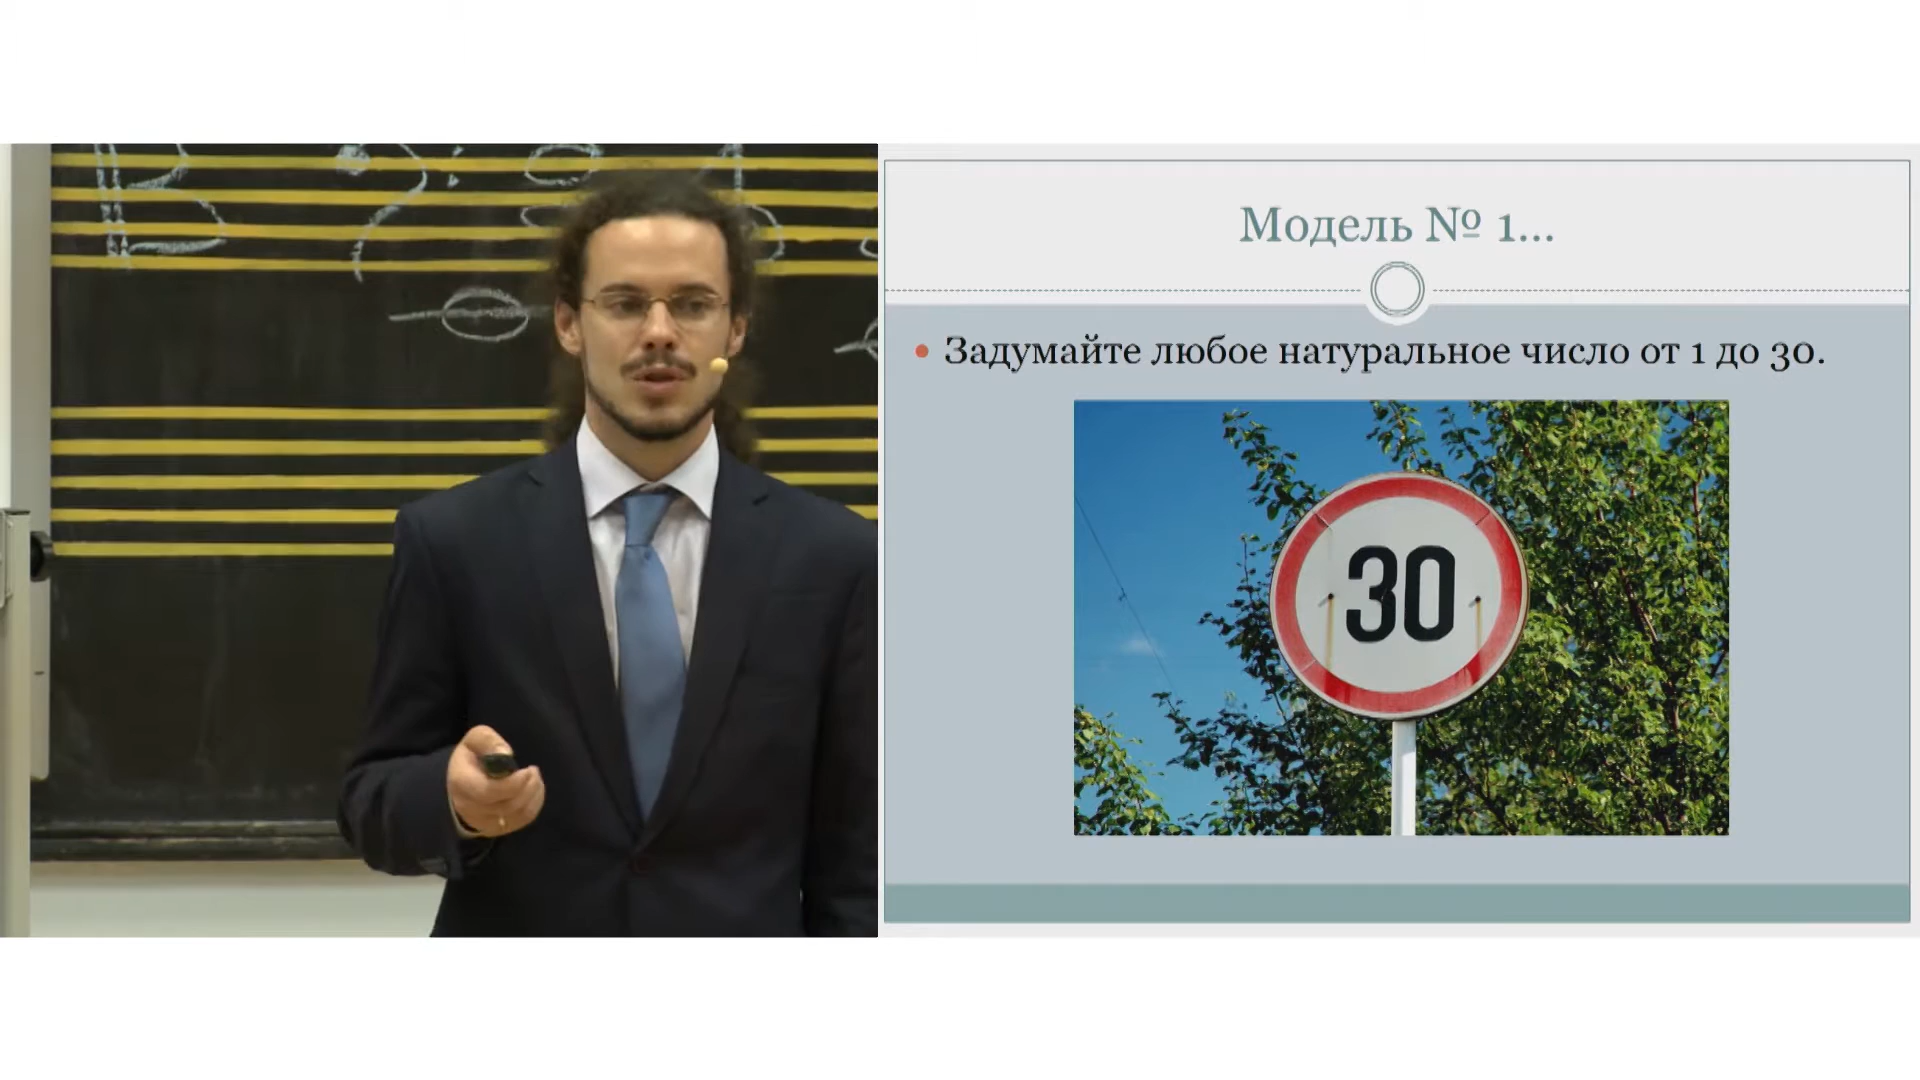 Модель № 1...
Задумайте любое натуральное число от 1 до 30.
30